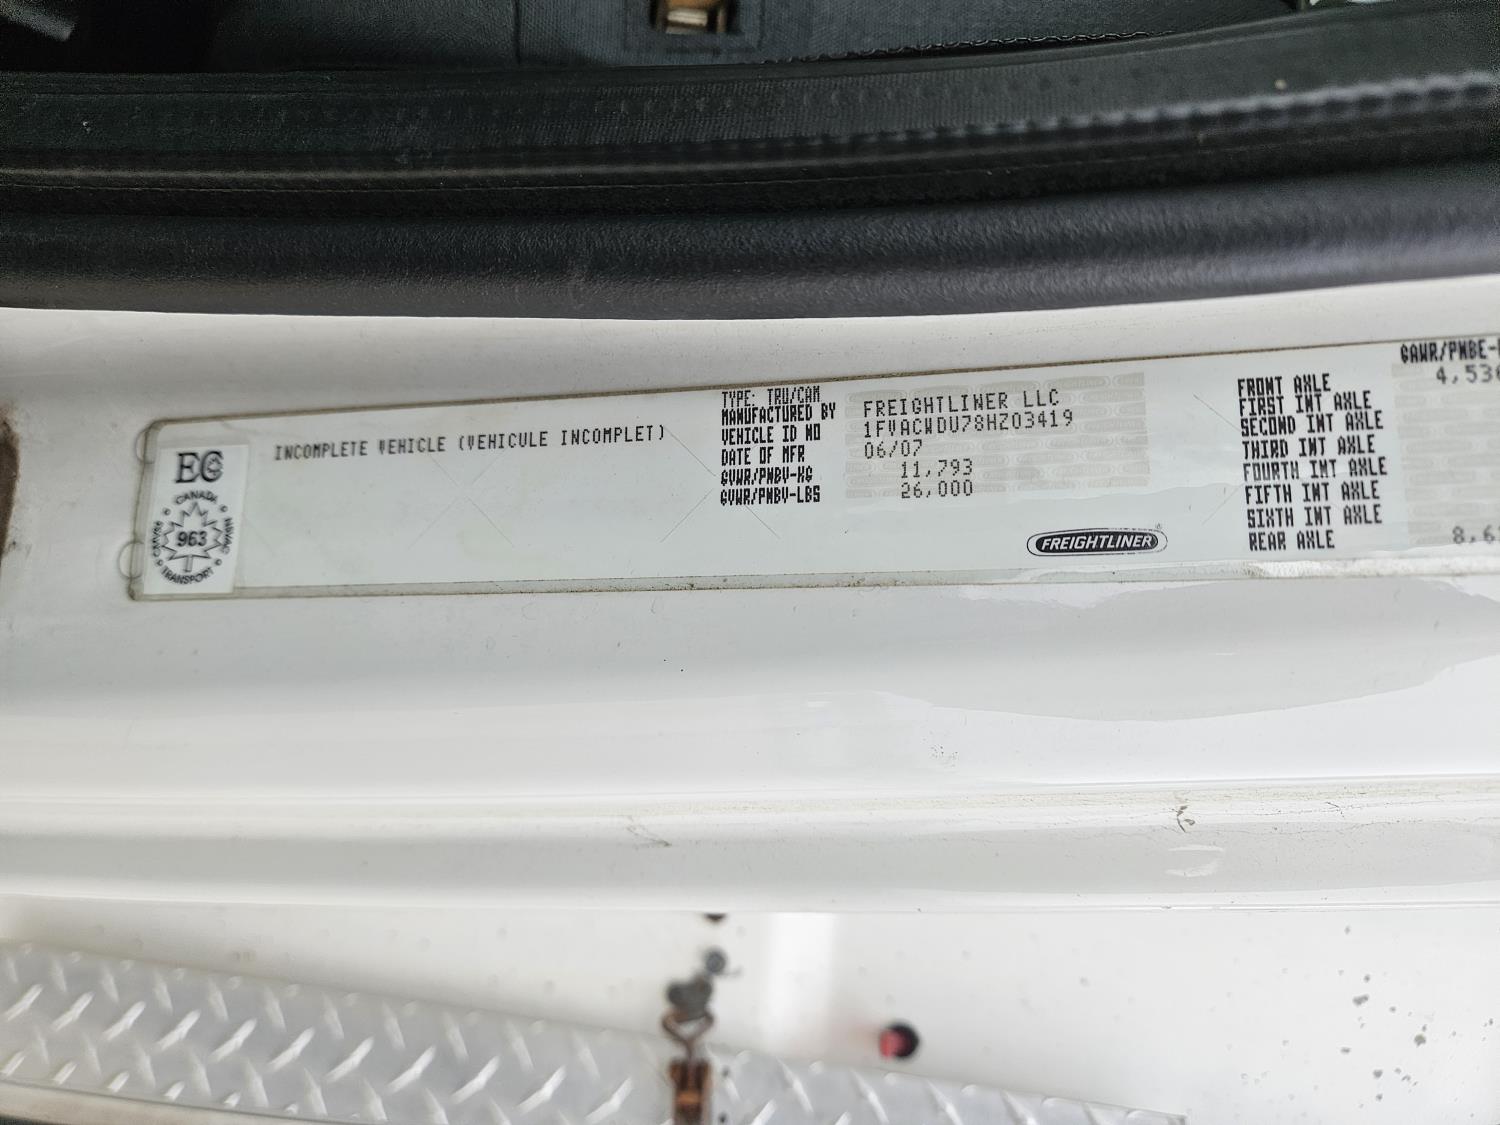 INCOMPLETE VEHICLE (VEHICULE INCOMPLET)
EC
CANADA
963
TRANSPORT
TYPE: TRU/CAM
MANUFACTURED BY FREIGHTLINER LLC
VEHICLE ID NO 1FVACWDU78HZ03419
DATE OF MFR 06/07
GVWR/PNBV-KG 11,793
GVWR/PNBV-LBS 26,000
FREIGHTLINER
GAWR/PNBE-
FRONT AXLE 4,536
FIRST INT AXLE
SECOND INT AXLE
THIRD INT AXLE
FOURTH INT AXLE
FIFTH INT AXLE
SIXTH INT AXLE
REAR AXLE